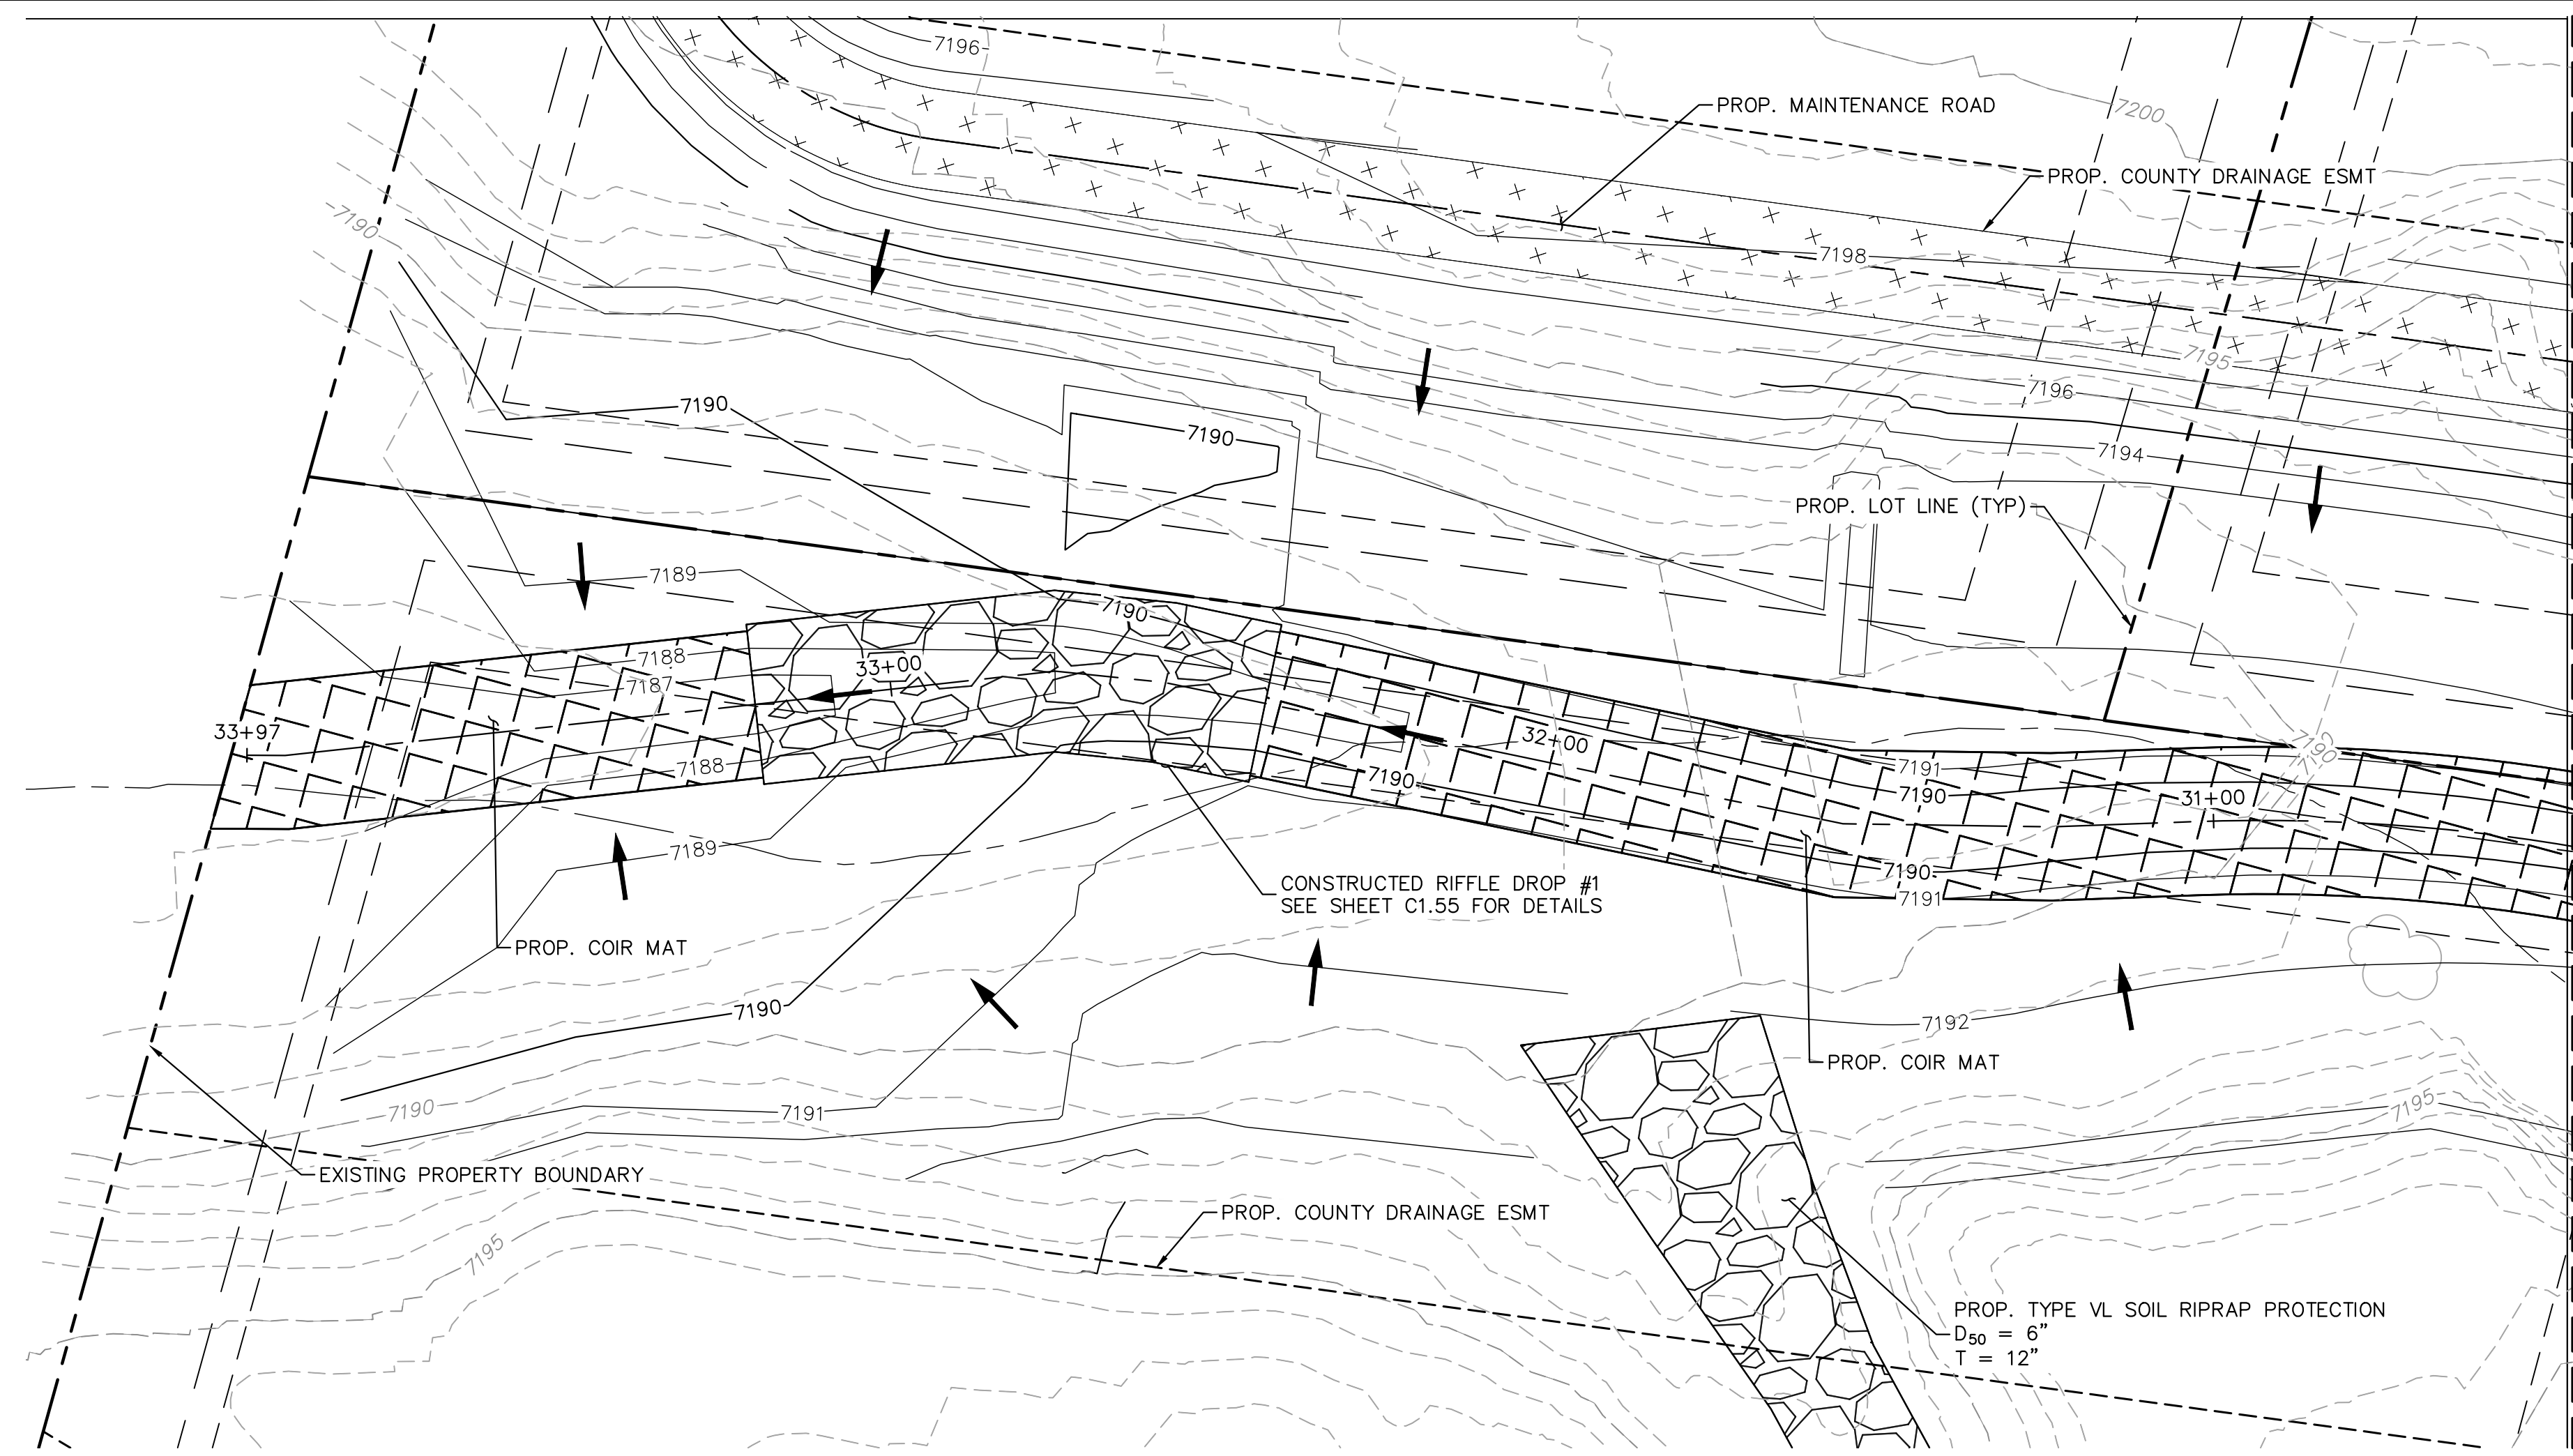 7196
PROP. MAINTENANCE ROAD
7200
PROP. COUNTY DRAINAGE ESMT
7190
7198
7195
7196
7190
7190
7194
PROP. LOT LINE (TYP)
7189
7190
7188
33+00
7187
33+97
32+00
7190
7188
7190
7191
7190
31+00
7189
7190
7191
CONSTRUCTED RIFFLE DROP #1
SEE SHEET C1.55 FOR DETAILS
PROP. COIR MAT
7190
7192
PROP. COIR MAT
7190
7191
7195
EXISTING PROPERTY BOUNDARY
PROP. COUNTY DRAINAGE ESMT
7195
PROP. TYPE VL SOIL RIPRAP PROTECTION
D₅₀ = 6"
T = 12"